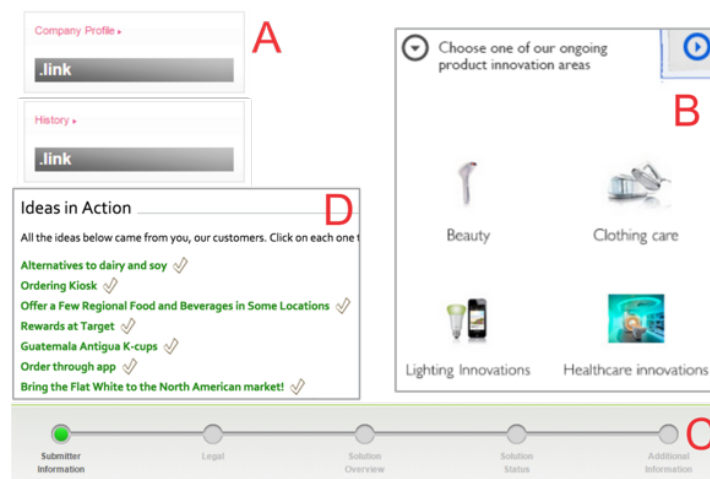 Company Profile
A
.link
History
.link
Choose one of our ongoing
product innovation areas
B
Beauty
Clothing care
Lighting Innovations
Healthcare innovations
Ideas in Action
D
All the ideas below came from you, our customers. Click on each one
Alternatives to dairy and soy
Ordering Kiosk
Offer a Few Regional Food and Beverages in Some Locations
Rewards at Target
Guatemala Antigua K-cups
Order through app
Bring the Flat White to the North American market!
C
Submitter
Information
Legal
Solution
Overview
Solution
Status
Additional
Information